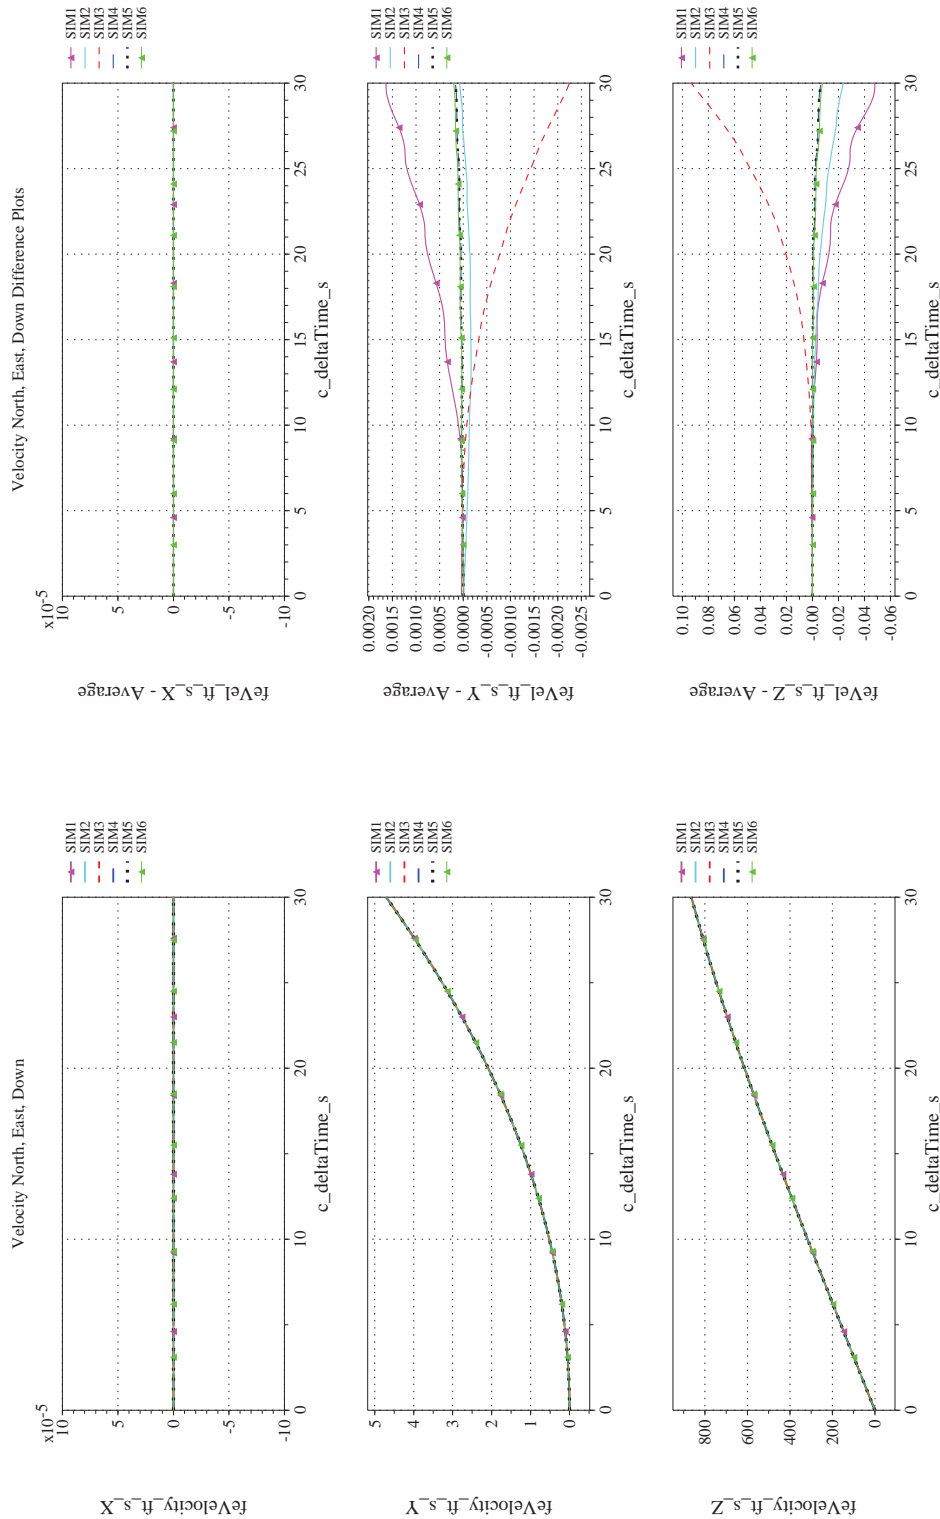 Velocity North, East, Down
x10-5
10
5
0
-5
-10
0
10
20
30
c_deltaTime_s
feVelocity_ft_s_X
SIM1
SIM2
SIM3
SIM4
SIM5
SIM6
5
4
3
2
1
0
0
10
20
30
c_deltaTime_s
feVelocity_ft_s_Y
SIM1
SIM2
SIM3
SIM4
SIM5
SIM6
800
600
400
200
0
0
10
20
30
c_deltaTime_s
feVelocity_ft_s_Z
SIM1
SIM2
SIM3
SIM4
SIM5
SIM6
Velocity North, East, Down Difference Plots
x10-5
10
5
0
-5
-10
0
5
10
15
20
25
30
c_deltaTime_s
feVel_ft_s_X - Average
SIM1
SIM2
SIM3
SIM4
SIM5
SIM6
0.0020
0.0015
0.0010
0.0005
0.0000
-0.0005
-0.0010
-0.0015
-0.0020
-0.0025
0
5
10
15
20
25
30
c_deltaTime_s
feVel_ft_s_Y - Average
SIM1
SIM2
SIM3
SIM4
SIM5
SIM6
0.10
0.08
0.06
0.04
0.02
-0.00
-0.02
-0.04
-0.06
0
5
10
15
20
25
30
c_deltaTime_s
feVel_ft_s_Z - Average
SIM1
SIM2
SIM3
SIM4
SIM5
SIM6